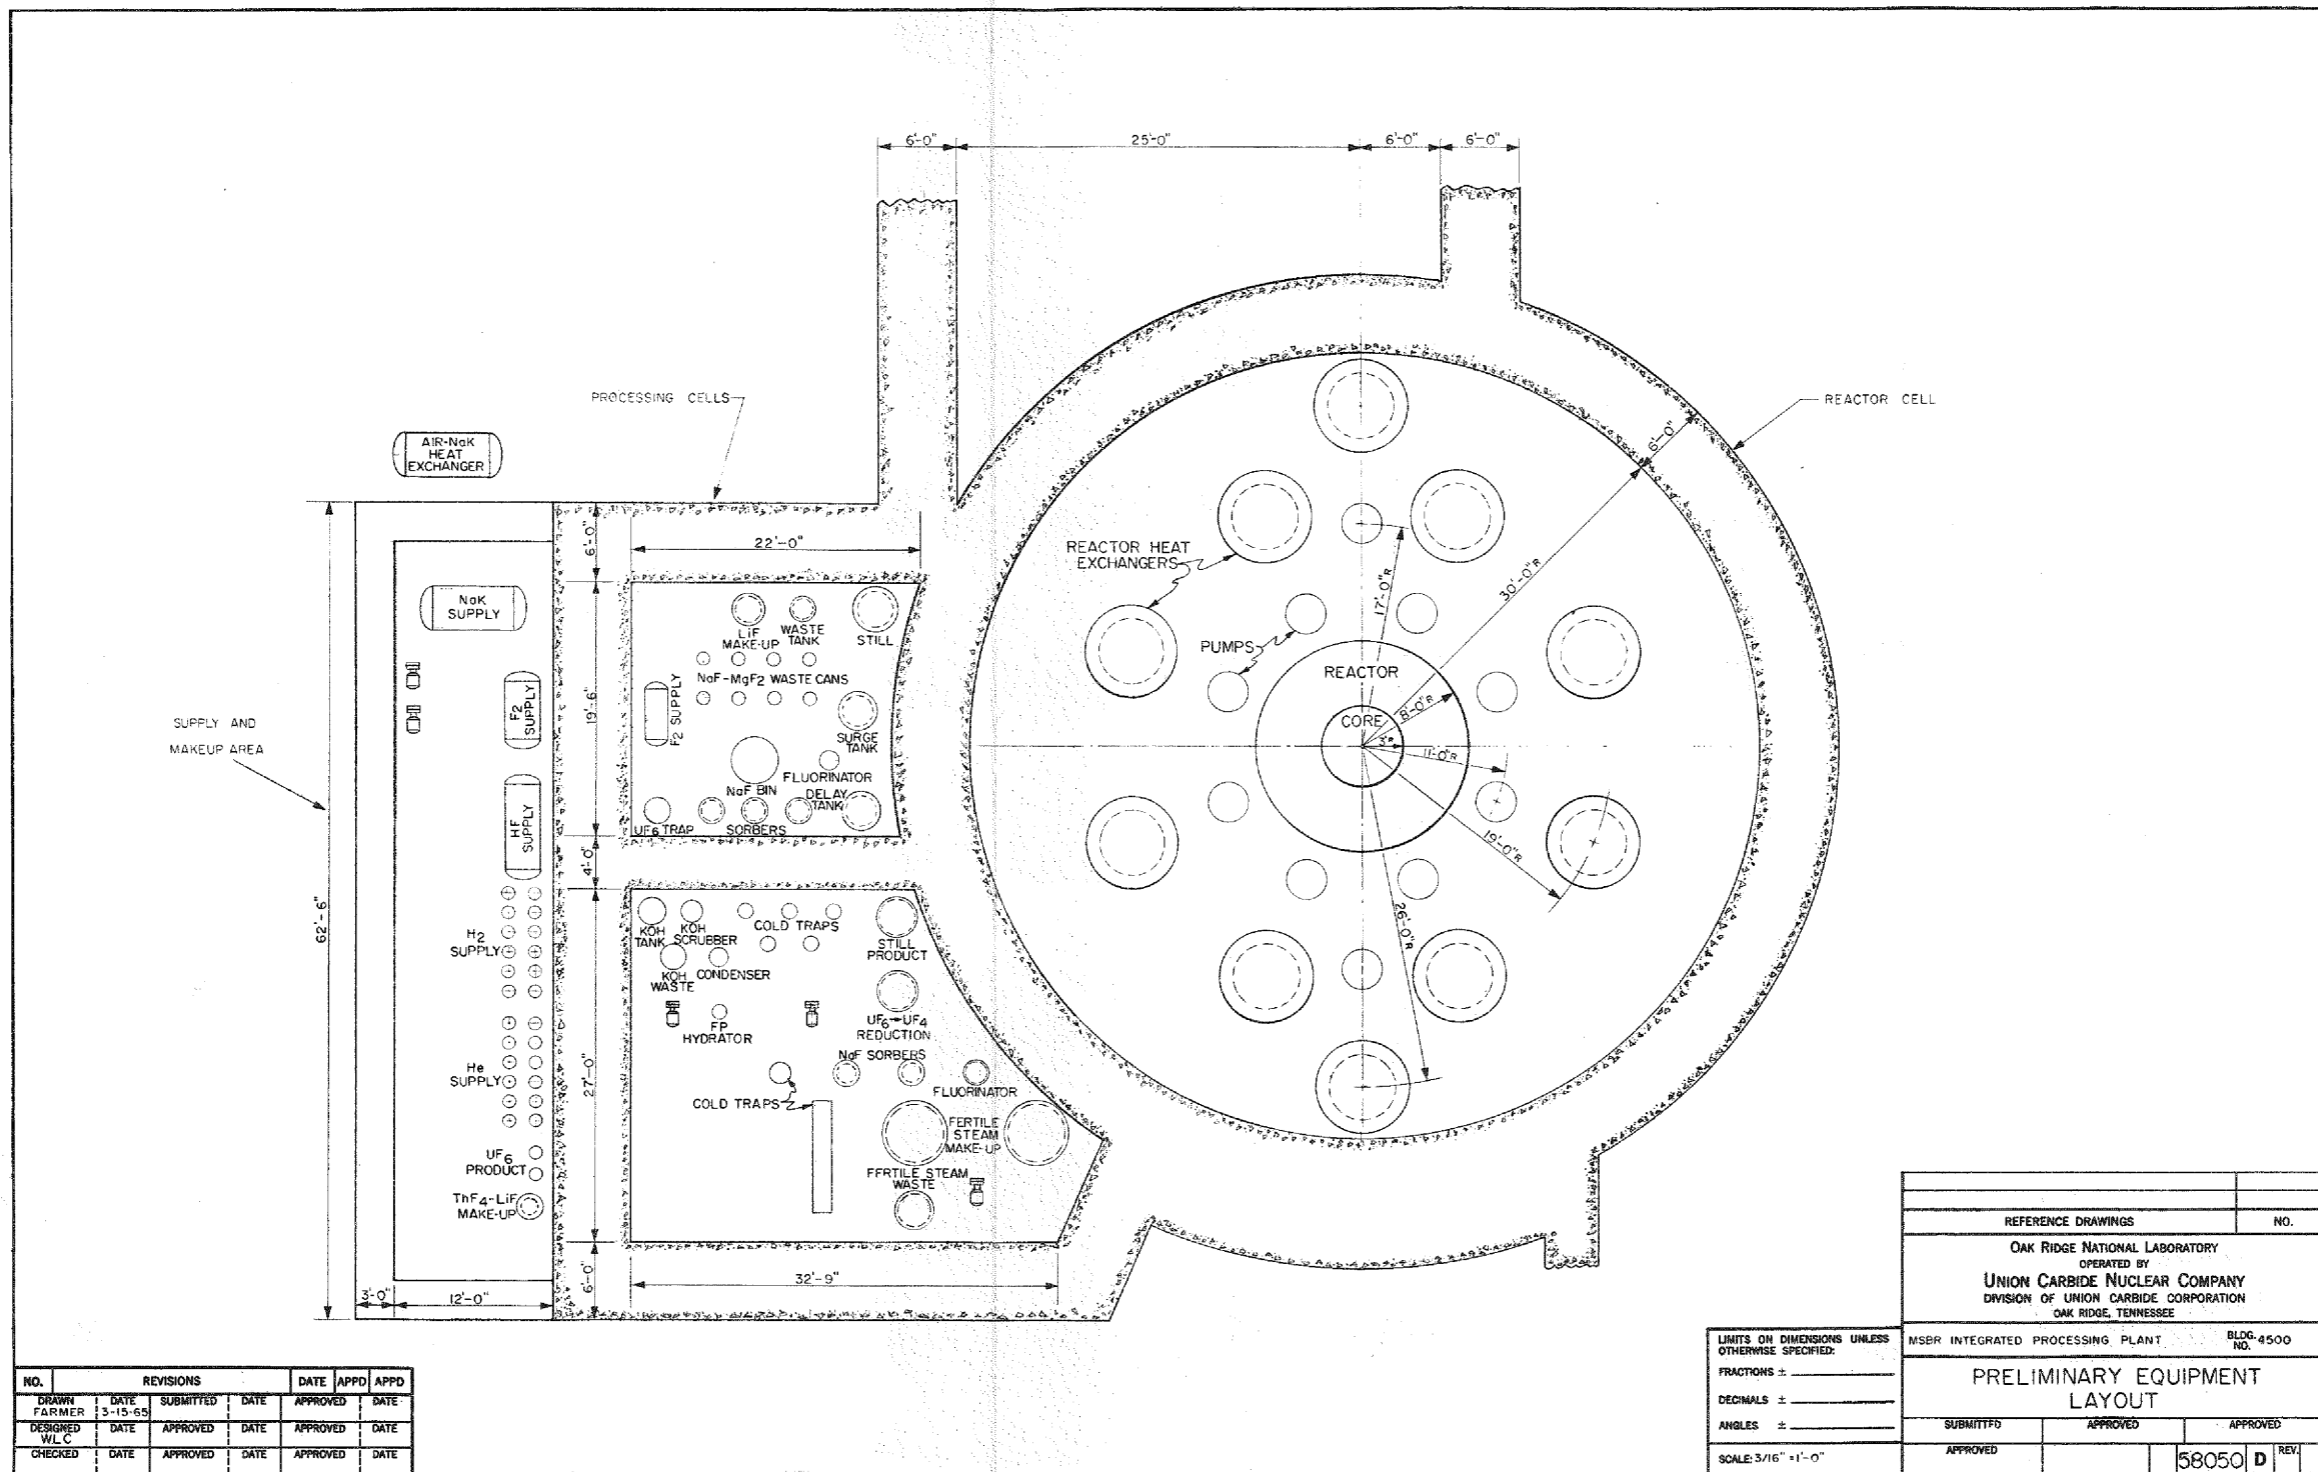 6'-0"
25'-0"
6'-0"
6'-0"
PROCESSING CELLS
REACTOR CELL
6'-0"
AIR-NaK
HEAT
EXCHANGER
6'-0"
22'-0"
REACTOR HEAT
EXCHANGERS
17'-0"R
30'-0"R
NaK
SUPPLY
LiF
MAKE-UP
WASTE
TANK
STILL
PUMPS
REACTOR
NaF-MgF2 WASTE CANS
F2
SUPPLY
F2 SUPPLY
19'-6"
SURGE
TANK
CORE
8'-0"R
3'R
11'-0"R
SUPPLY AND
MAKEUP AREA
FLUORINATOR
NaF BIN
DELAY
TANK
HF
SUPPLY
UF6 TRAP
SORBERS
19'-0"R
4'-0"
62'-6"
26'-0"R
H2
SUPPLY
KOH
TANK
KOH
SCRUBBER
COLD TRAPS
STILL
PRODUCT
KOH
WASTE
CONDENSER
UF6→UF4
REDUCTION
FP
HYDRATOR
NaF SORBERS
He
SUPPLY
27'-0"
FLUORINATOR
COLD TRAPS
FERTILE
STEAM
MAKE-UP
UF6
PRODUCT
FFRTILE STEAM
WASTE
ThF4-LiF
MAKE-UP
6'-0"
32'-9"
3'-0"
12'-0"
REFERENCE DRAWINGS NO.
OAK RIDGE NATIONAL LABORATORY
OPERATED BY
UNION CARBIDE NUCLEAR COMPANY
DIVISION OF UNION CARBIDE CORPORATION
OAK RIDGE, TENNESSEE
LIMITS ON DIMENSIONS UNLESS
OTHERWISE SPECIFIED:
FRACTIONS ±
DECIMALS ±
ANGLES ±
SCALE: 3/16" = 1'-0"
MSBR INTEGRATED PROCESSING PLANT BLDG. NO. 4500
PRELIMINARY EQUIPMENT
LAYOUT
SUBMITTFD APPROVED APPROVED
APPROVED 58050 D REV.
NO. REVISIONS DATE APPD APPD
DRAWN DATE SUBMITTED DATE APPROVED DATE
FARMER 3-15-65
DESIGNED DATE APPROVED DATE APPROVED DATE
W.L.C
CHECKED DATE APPROVED DATE APPROVED DATE